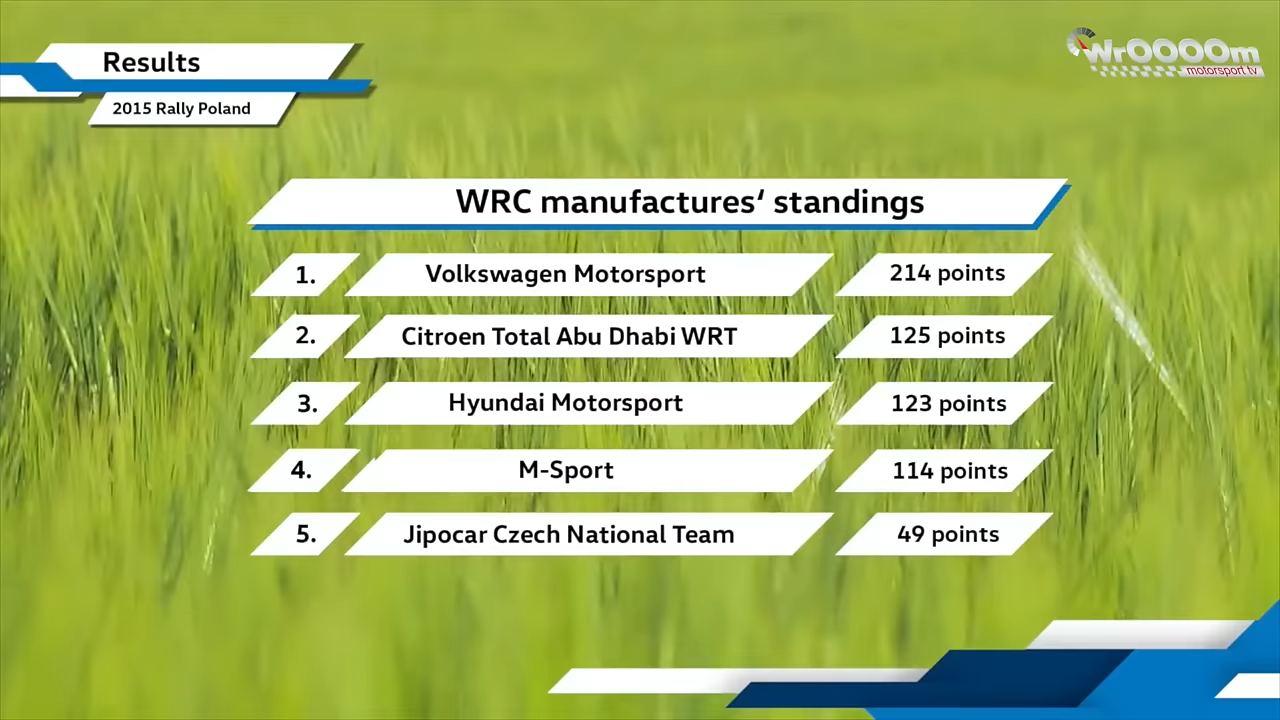 Results
2015 Rally Poland
WrOOOOm
motorsport.tv
WRC manufactures‘ standings
1. Volkswagen Motorsport 214 points
2. Citroen Total Abu Dhabi WRT 125 points
3. Hyundai Motorsport 123 points
4. M-Sport 114 points
5. Jipocar Czech National Team 49 points